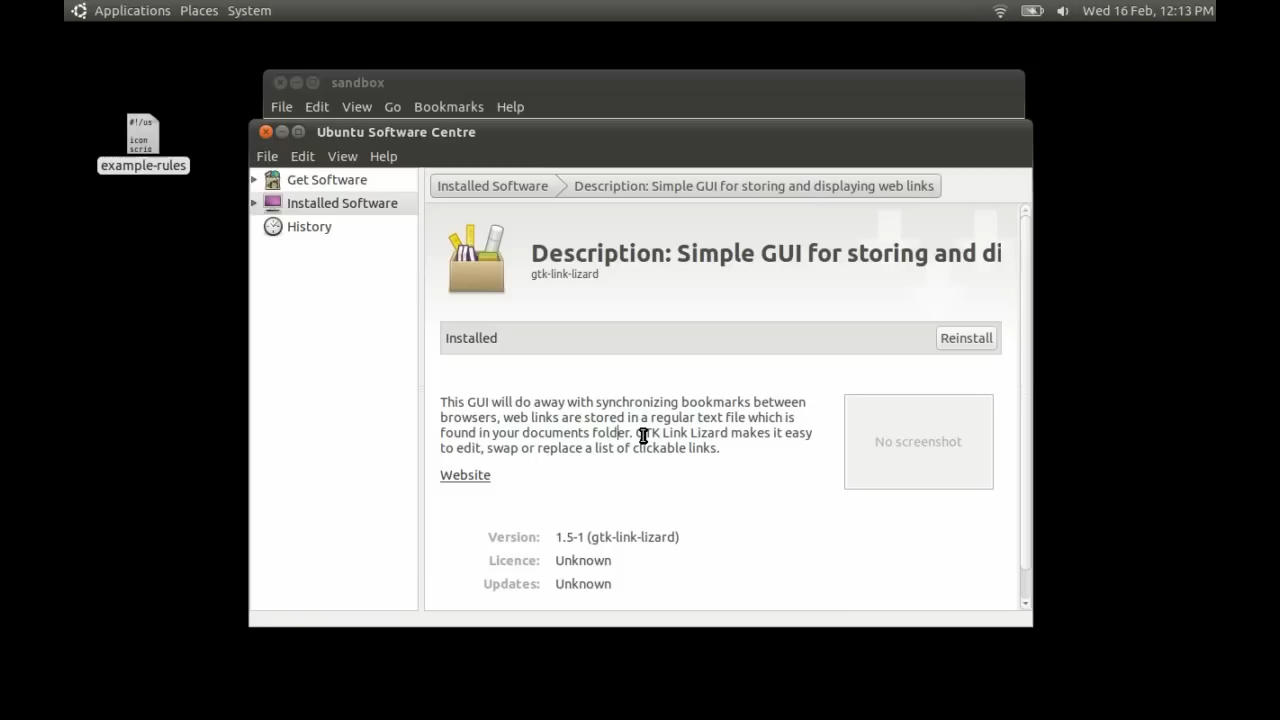 Applications Places System
Wed 16 Feb, 12:13 PM
sandbox
File Edit View Go Bookmarks Help
#!/us
icon
scrip
example-rules
Ubuntu Software Centre
File Edit View Help
Get Software
Installed Software
History
Installed Software
Description: Simple GUI for storing and displaying web links
Description: Simple GUI for storing and di
gtk-link-lizard
Installed
Reinstall
This GUI will do away with synchronizing bookmarks between
browsers, web links are stored in a regular text file which is
found in your documents folder. GTK Link Lizard makes it easy
to edit, swap or replace a list of clickable links.
No screenshot
Website
Version: 1.5-1 (gtk-link-lizard)
Licence: Unknown
Updates: Unknown